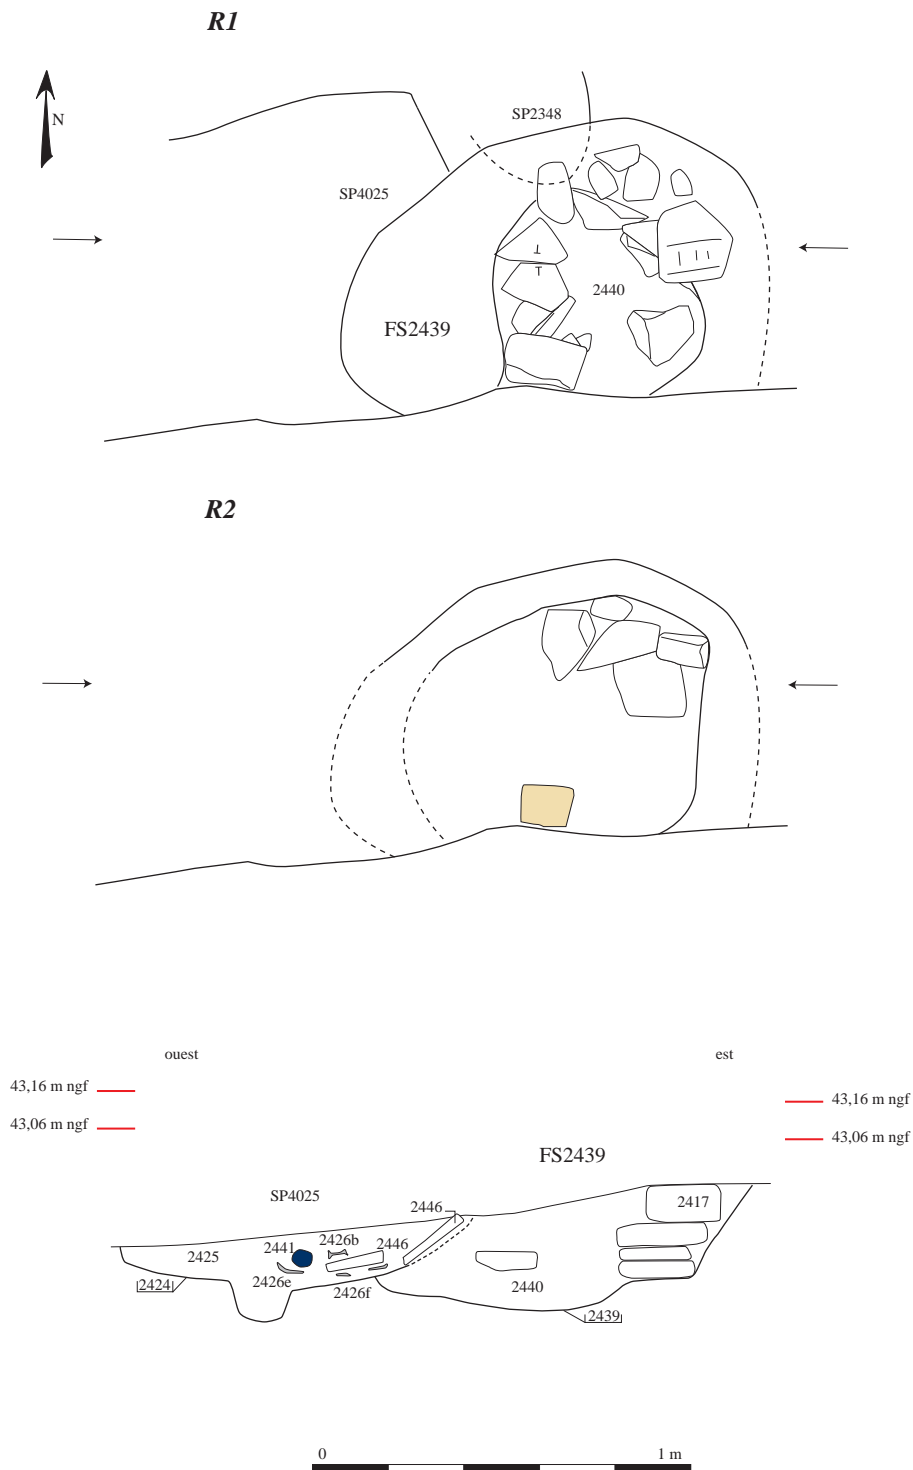 R1
SP2348
N
SP4025
2440
FS2439
R2
ouest
est
43,16 m ngf
43,16 m ngf
43,06 m ngf
43,06 m ngf
FS2439
SP4025
2446
2417
2426b
2441
2446
2425
2426e
2426f
2440
2424
2439
0
1 m